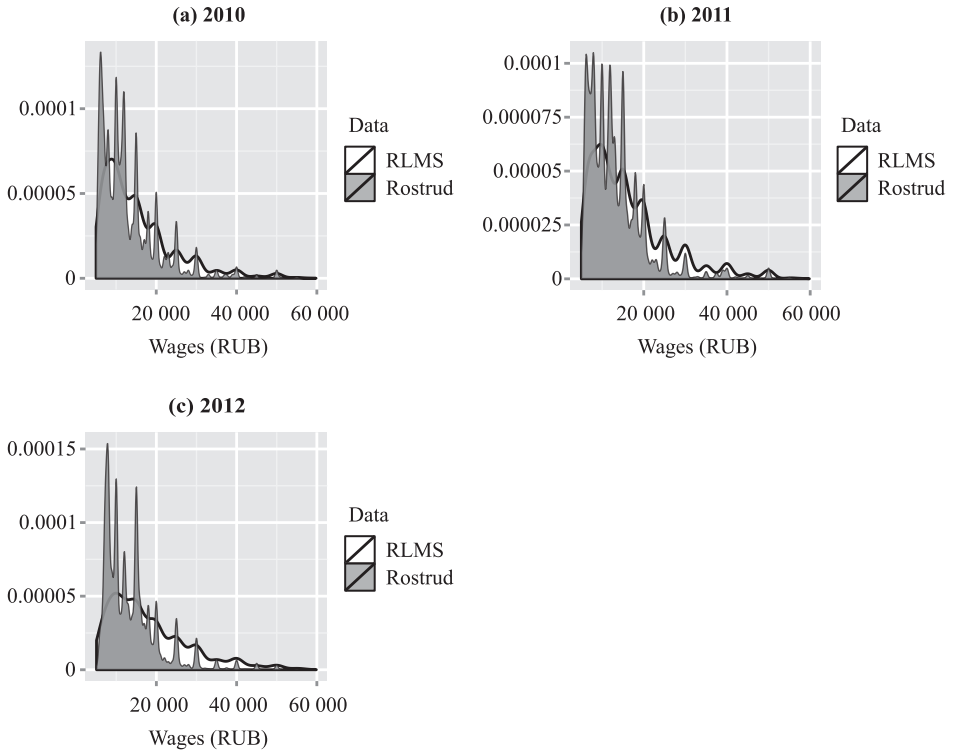 (a) 2010
0.0001
0.00005
0
20 000 40 000 60 000
Wages (RUB)
Data
RLMS
Rostrud
(b) 2011
0.0001
0.000075
0.00005
0.000025
0
20 000 40 000 60 000
Wages (RUB)
Data
RLMS
Rostrud
(c) 2012
0.00015
0.0001
0.00005
0
20 000 40 000 60 000
Wages (RUB)
Data
RLMS
Rostrud